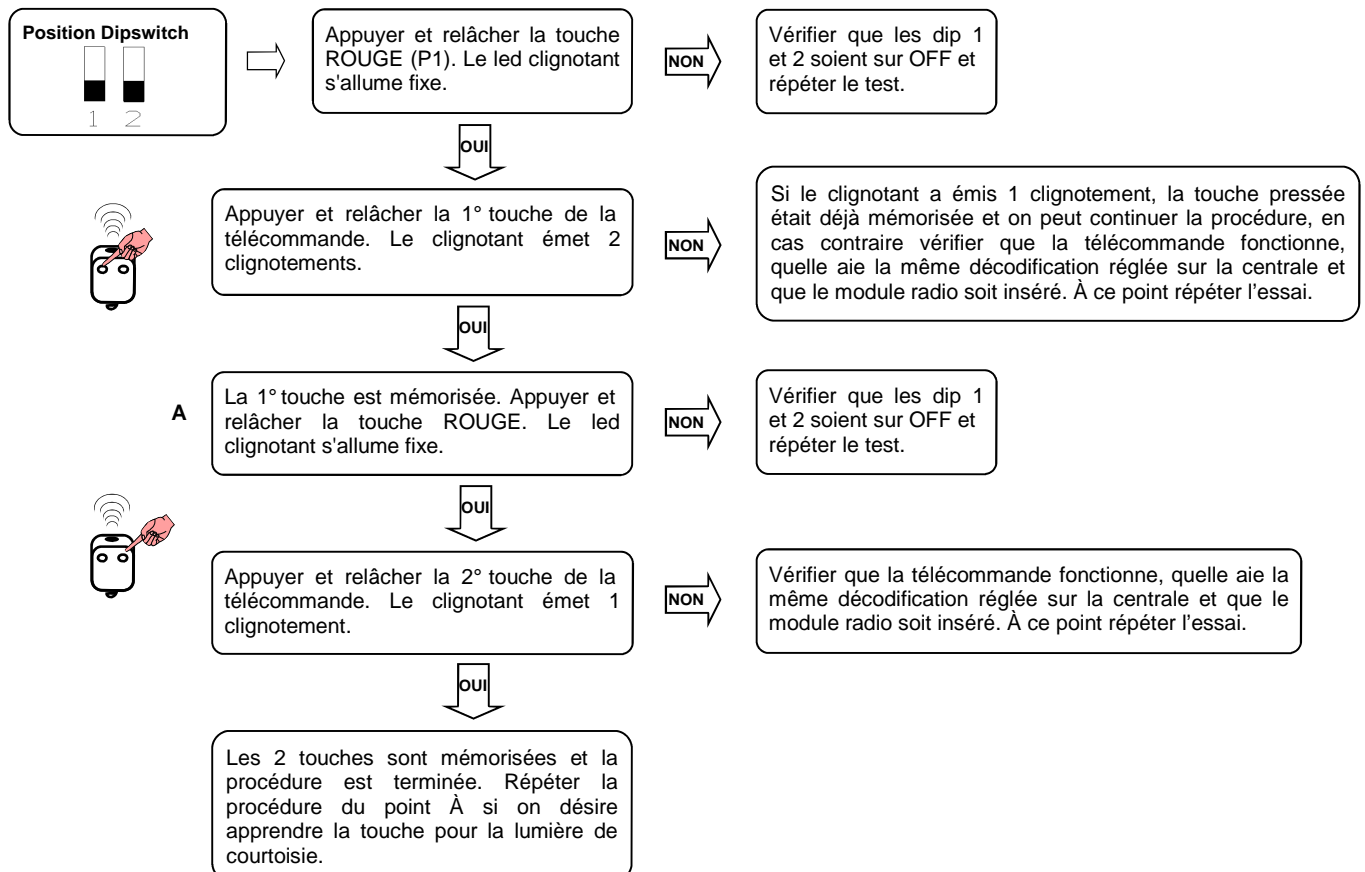 Position Dipswitch
1 2
Appuyer et relâcher la touche
ROUGE (P1). Le led clignotant
s'allume fixe.
NON
Vérifier que les dip 1
et 2 soient sur OFF et
répéter le test.
OUI
Appuyer et relâcher la 1° touche de la
télécommande. Le clignotant émet 2
clignotements.
NON
Si le clignotant a émis 1 clignotement, la touche pressée
était déjà mémorisée et on peut continuer la procédure, en
cas contraire vérifier que la télécommande fonctionne,
quelle aie la même décodification réglée sur la centrale et
que le module radio soit inséré. À ce point répéter l'essai.
OUI
A
La 1° touche est mémorisée. Appuyer et
relâcher la touche ROUGE. Le led
clignotant s'allume fixe.
NON
Vérifier que les dip 1
et 2 soient sur OFF et
répéter le test.
OUI
Appuyer et relâcher la 2° touche de la
télécommande. Le clignotant émet 1
clignotement.
NON
Vérifier que la télécommande fonctionne, quelle aie la
même décodification réglée sur la centrale et que le
module radio soit inséré. À ce point répéter l'essai.
OUI
Les 2 touches sont mémorisées et la
procédure est terminée. Répéter la
procédure du point À si on désire
apprendre la touche pour la lumière de
courtoisie.